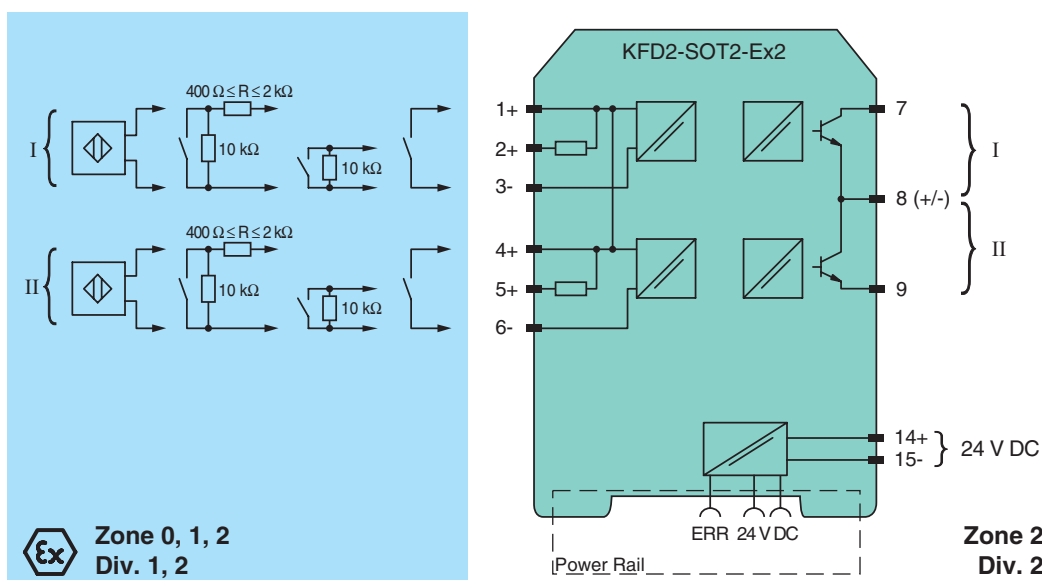 KFD2-SOT2-Ex2
I
400 Ω ≤ R ≤ 2 kΩ
10 kΩ
10 kΩ
II
400 Ω ≤ R ≤ 2 kΩ
10 kΩ
10 kΩ
1+
2+
3-
4+
5+
6-
7
I
8 (+/-)
II
9
14+
15-
24 V DC
ERR 24 V DC
Power Rail
Ex
Zone 0, 1, 2
Div. 1, 2
Zone 2
Div. 2